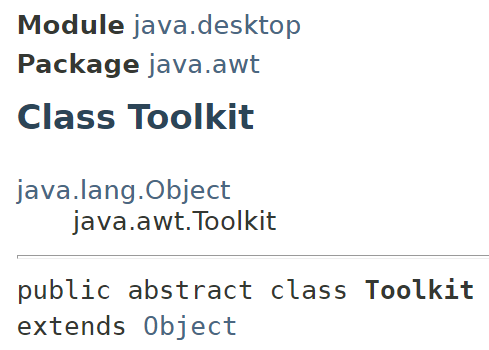 Module java.desktop
Package java.awt
Class Toolkit
java.lang.Object
java.awt.Toolkit
public abstract class Toolkit
extends Object